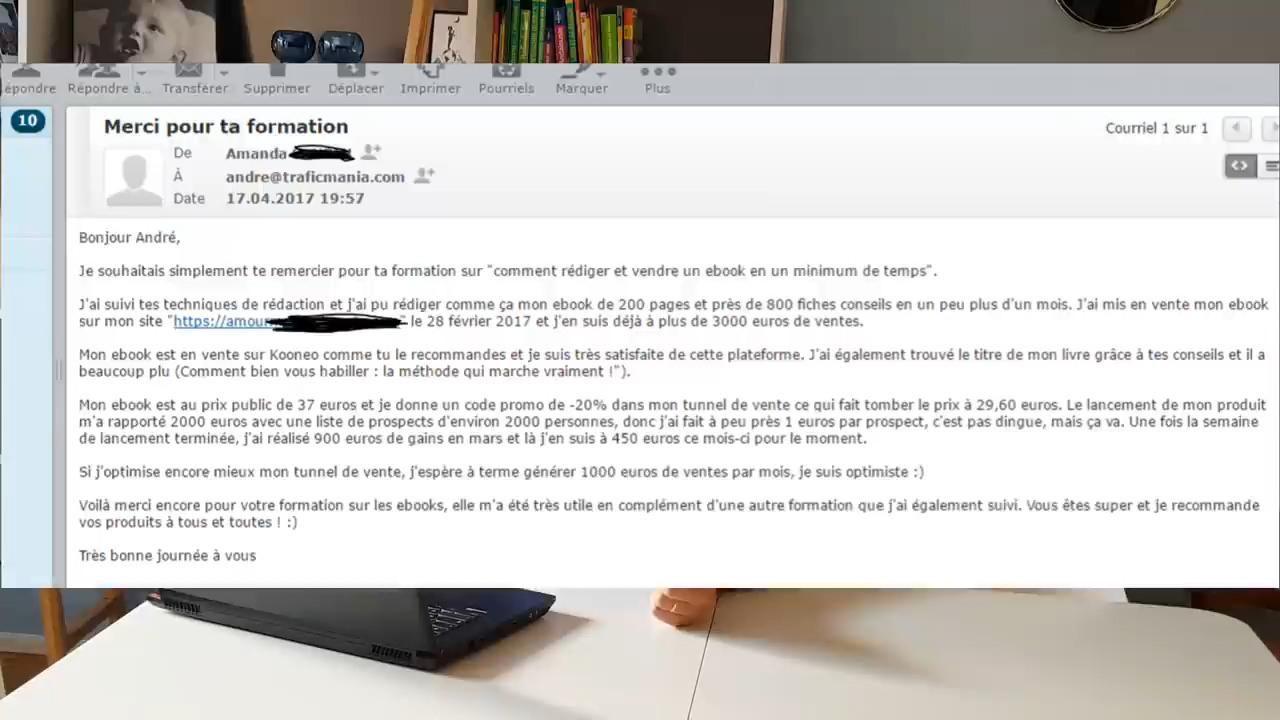 épondre Répondre à... Transférer Supprimer Déplacer Imprimer Pourriels Marquer Plus
10
Merci pour ta formation
Courriel 1 sur 1
De Amanda
À andre@traficmania.com
Date 17.04.2017 19:57
Bonjour André,
Je souhaitais simplement te remercier pour ta formation sur "comment rédiger et vendre un ebook en un minimum de temps".
J'ai suivi tes techniques de rédaction et j'ai pu rédiger comme ça mon ebook de 200 pages et près de 800 fiches conseils en un peu plus d'un mois. J'ai mis en vente mon ebook
sur mon site "https://amour " le 28 février 2017 et j'en suis déjà à plus de 3000 euros de ventes.
Mon ebook est en vente sur Kooneo comme tu le recommandes et je suis très satisfaite de cette plateforme. J'ai également trouvé le titre de mon livre grâce à tes conseils et il a
beaucoup plu (Comment bien vous habiller : la méthode qui marche vraiment !").
Mon ebook est au prix public de 37 euros et je donne un code promo de -20% dans mon tunnel de vente ce qui fait tomber le prix à 29,60 euros. Le lancement de mon produit
m'a rapporté 2000 euros avec une liste de prospects d'environ 2000 personnes, donc j'ai fait à peu près 1 euros par prospect, c'est pas dingue, mais ça va. Une fois la semaine
de lancement terminée, j'ai réalisé 900 euros de gains en mars et là j'en suis à 450 euros ce mois-ci pour le moment.
Si j'optimise encore mieux mon tunnel de vente, j'espère à terme générer 1000 euros de ventes par mois, je suis optimiste :)
Voilà merci encore pour votre formation sur les ebooks, elle m'a été très utile en complément d'une autre formation que j'ai également suivi. Vous êtes super et je recommande
vos produits à tous et toutes ! :)
Très bonne journée à vous